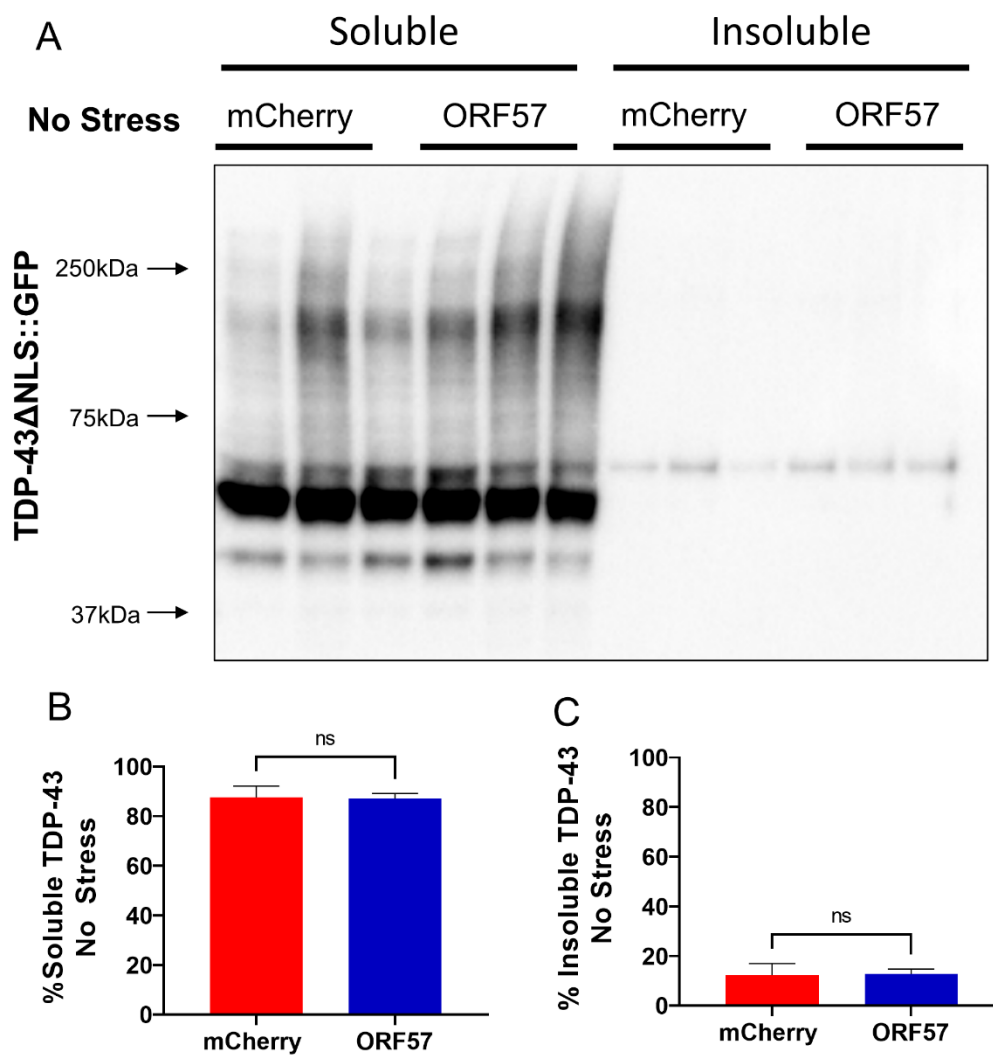 A
Soluble Insoluble
No Stress mCherry ORF57 mCherry ORF57
TDP-43ΔNLS::GFP
250kDa
75kDa
37kDa
B
%Soluble TDP-43
No Stress
ns
100
80
60
40
20
0
mCherry ORF57
C
% Insoluble TDP-43
No Stress
100
80
60
40
20
0
ns
mCherry ORF57